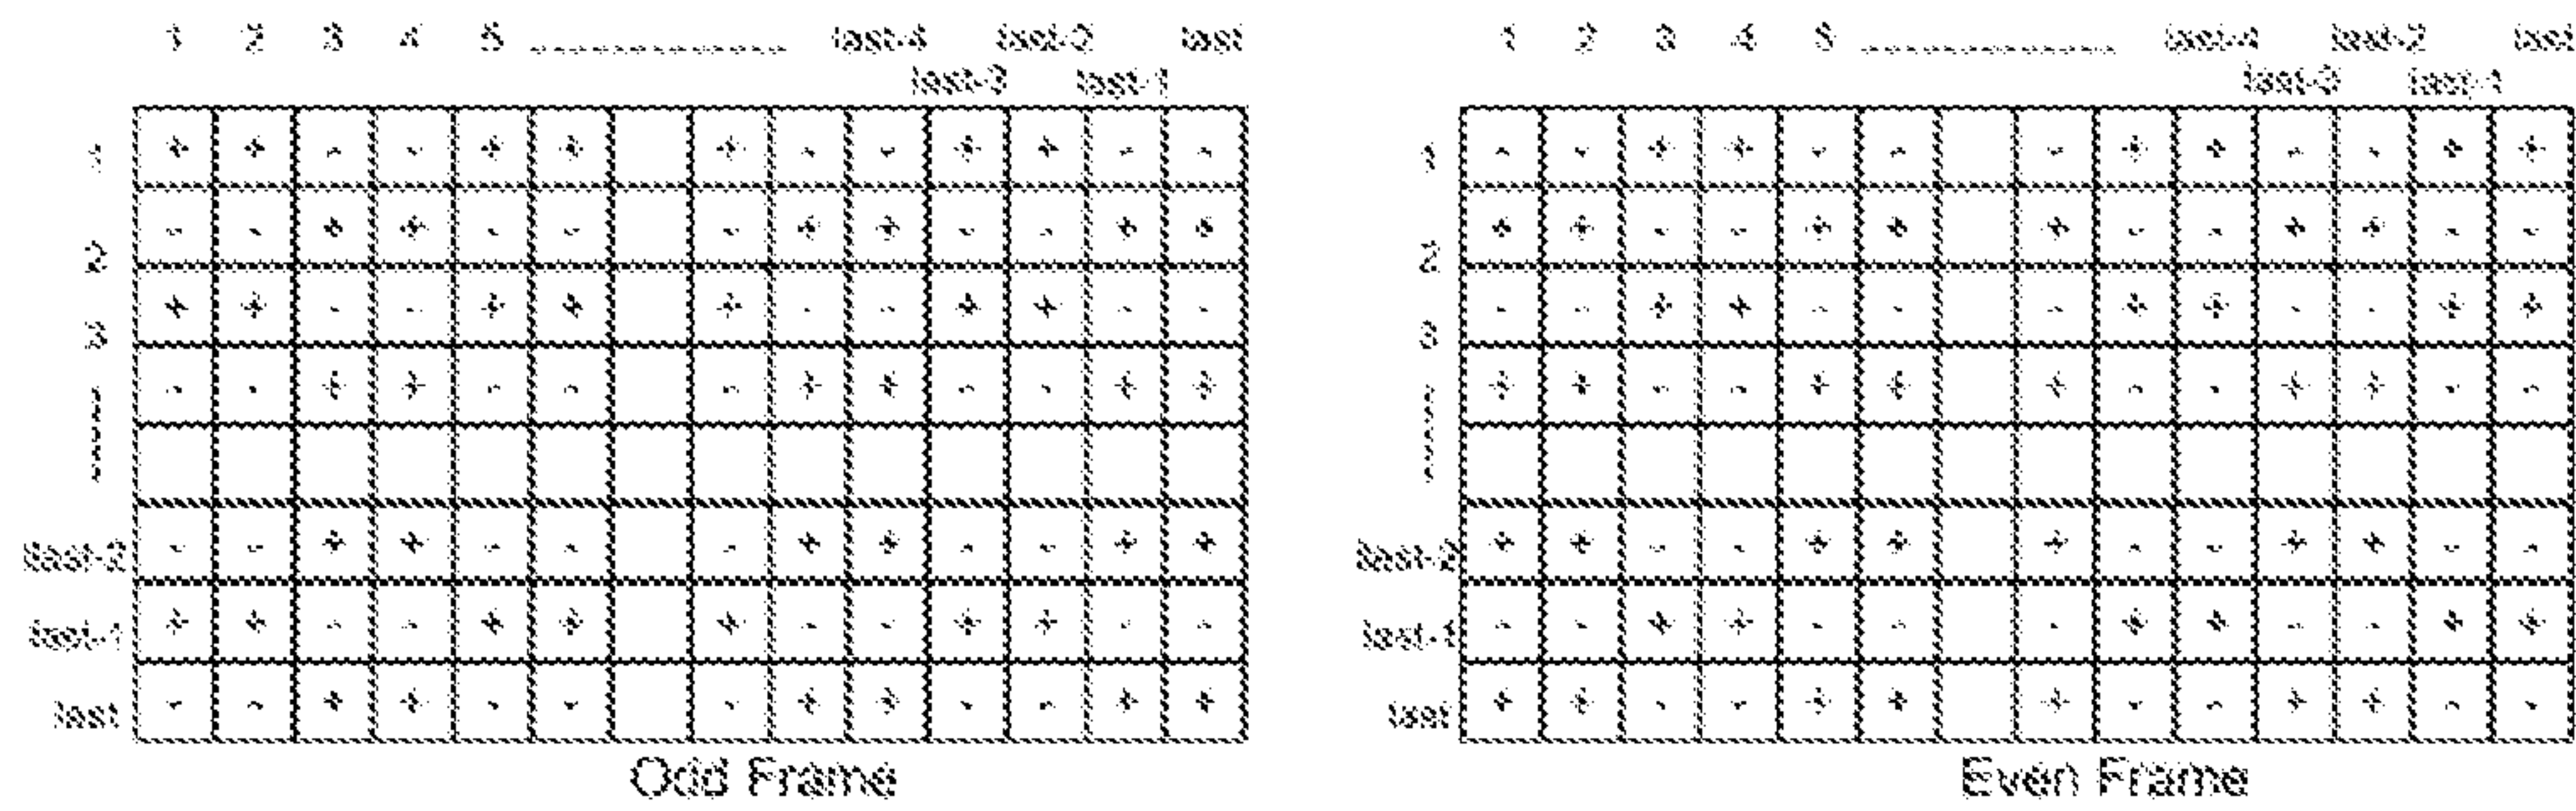 1 2 3 4 5 ................ last-4 last-2 last 1 2 3 4 5 ................ last-4 last-2 last
last-3 last-1 last-3 last-1
1 + + - - + + + - - + + - - 1 - - + + - - - + + - - + +
2 - - + + - - - + + - - + + 2 + + - - + + + - - + + - -
3 + + - - + + + - - + + - - 3 - - + + - - - + + - - + +
- - + + - - - + + - - + + + + - - + + + - - + + - -
last-2 - - + + - - - + + - - + + last-2 + + - - + + + - - + + - -
last-1 + + - - + + + - - + + - - last-1 - - + + - - - + + - - + +
last - - + + - - - + + - - + + last + + - - + + + - - + + - -
Odd Frame Even Frame